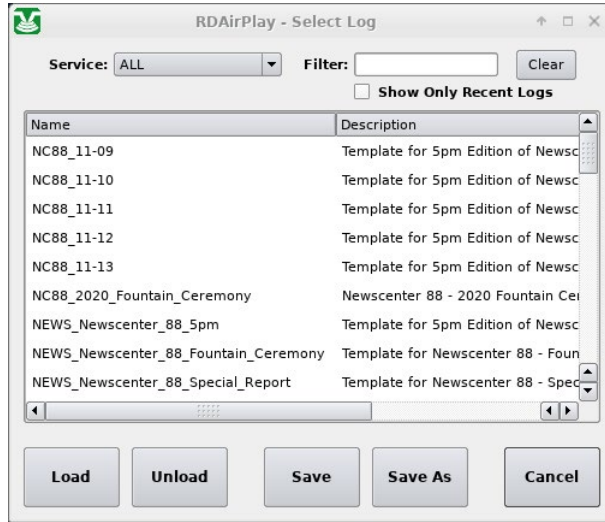 RDAirPlay - Select Log
Service: ALL Filter: Clear
Show Only Recent Logs
Name Description
NC88_11-09 Template for 5pm Edition of Newsc
NC88_11-10 Template for 5pm Edition of Newsc
NC88_11-11 Template for 5pm Edition of Newsc
NC88_11-12 Template for 5pm Edition of Newsc
NC88_11-13 Template for 5pm Edition of Newsc
NC88_2020_Fountain_Ceremony Newscenter 88 - 2020 Fountain Cer
NEWS_Newscenter_88_5pm Template for 5pm Edition of Newsc
NEWS_Newscenter_88_Fountain_Ceremony Template for Newscenter 88 - Foun
NEWS_Newscenter_88_Special_Report Template for Newscenter 88 - Spec
Load Unload Save Save As Cancel